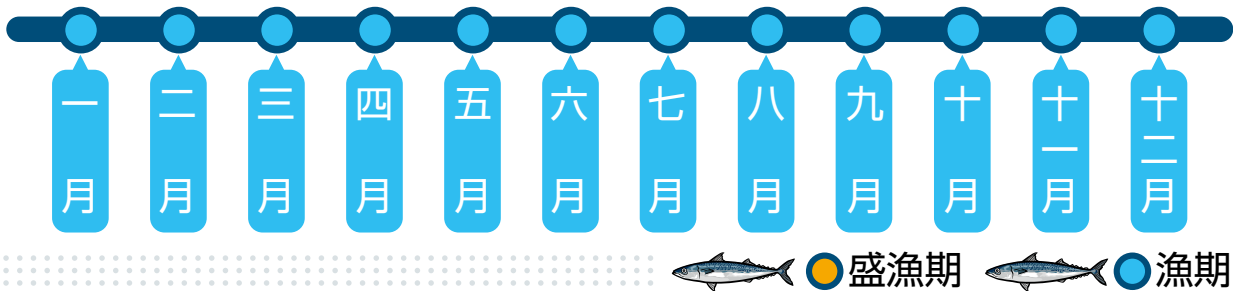 一月
二月
三月
四月
五月
六月
七月
八月
九月
十月
十一月
十二月
盛漁期
漁期